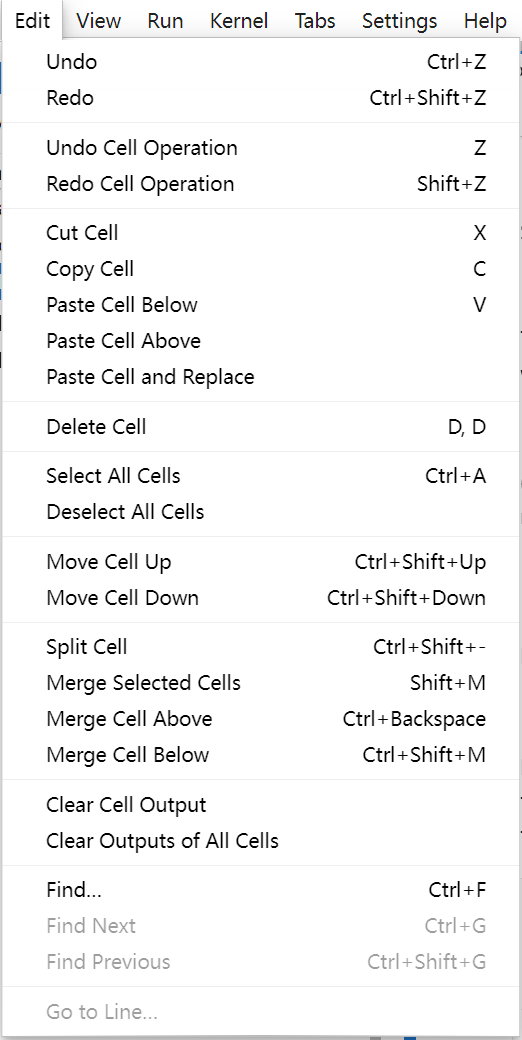 Edit View Run Kernel Tabs Settings Help
Undo Ctrl+Z
Redo Ctrl+Shift+Z
Undo Cell Operation Z
Redo Cell Operation Shift+Z
Cut Cell X
Copy Cell C
Paste Cell Below V
Paste Cell Above
Paste Cell and Replace
Delete Cell D, D
Select All Cells Ctrl+A
Deselect All Cells
Move Cell Up Ctrl+Shift+Up
Move Cell Down Ctrl+Shift+Down
Split Cell Ctrl+Shift+-
Merge Selected Cells Shift+M
Merge Cell Above Ctrl+Backspace
Merge Cell Below Ctrl+Shift+M
Clear Cell Output
Clear Outputs of All Cells
Find... Ctrl+F
Find Next Ctrl+G
Find Previous Ctrl+Shift+G
Go to Line...